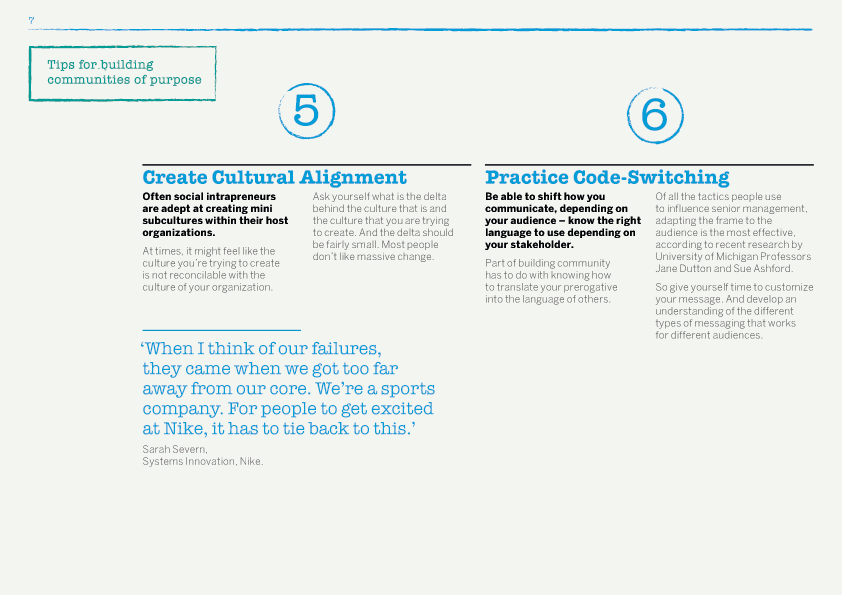 7
Tips for building
communities of purpose
5
Create Cultural Alignment
Often social intrapreneurs
are adept at creating mini
subcultures within their host
organizations.
At times, it might feel like the
culture you're trying to create
is not reconcilable with the
culture of your organization.
Ask yourself what is the delta
behind the culture that is and
the culture that you are trying
to create. And the delta should
be fairly small. Most people
don't like massive change.
'When I think of our failures,
they came when we got too far
away from our core. We're a sports
company. For people to get excited
at Nike, it has to tie back to this.'
Sarah Severn,
Systems Innovation, Nike.
6
Practice Code-Switching
Be able to shift how you
communicate, depending on
your audience – know the right
language to use depending on
your stakeholder.
Part of building community
has to do with knowing how
to translate your prerogative
into the language of others.
Of all the tactics people use
to influence senior management,
adapting the frame to the
audience is the most effective,
according to recent research by
University of Michigan Professors
Jane Dutton and Sue Ashford.
So give yourself time to customize
your message. And develop an
understanding of the different
types of messaging that works
for different audiences.